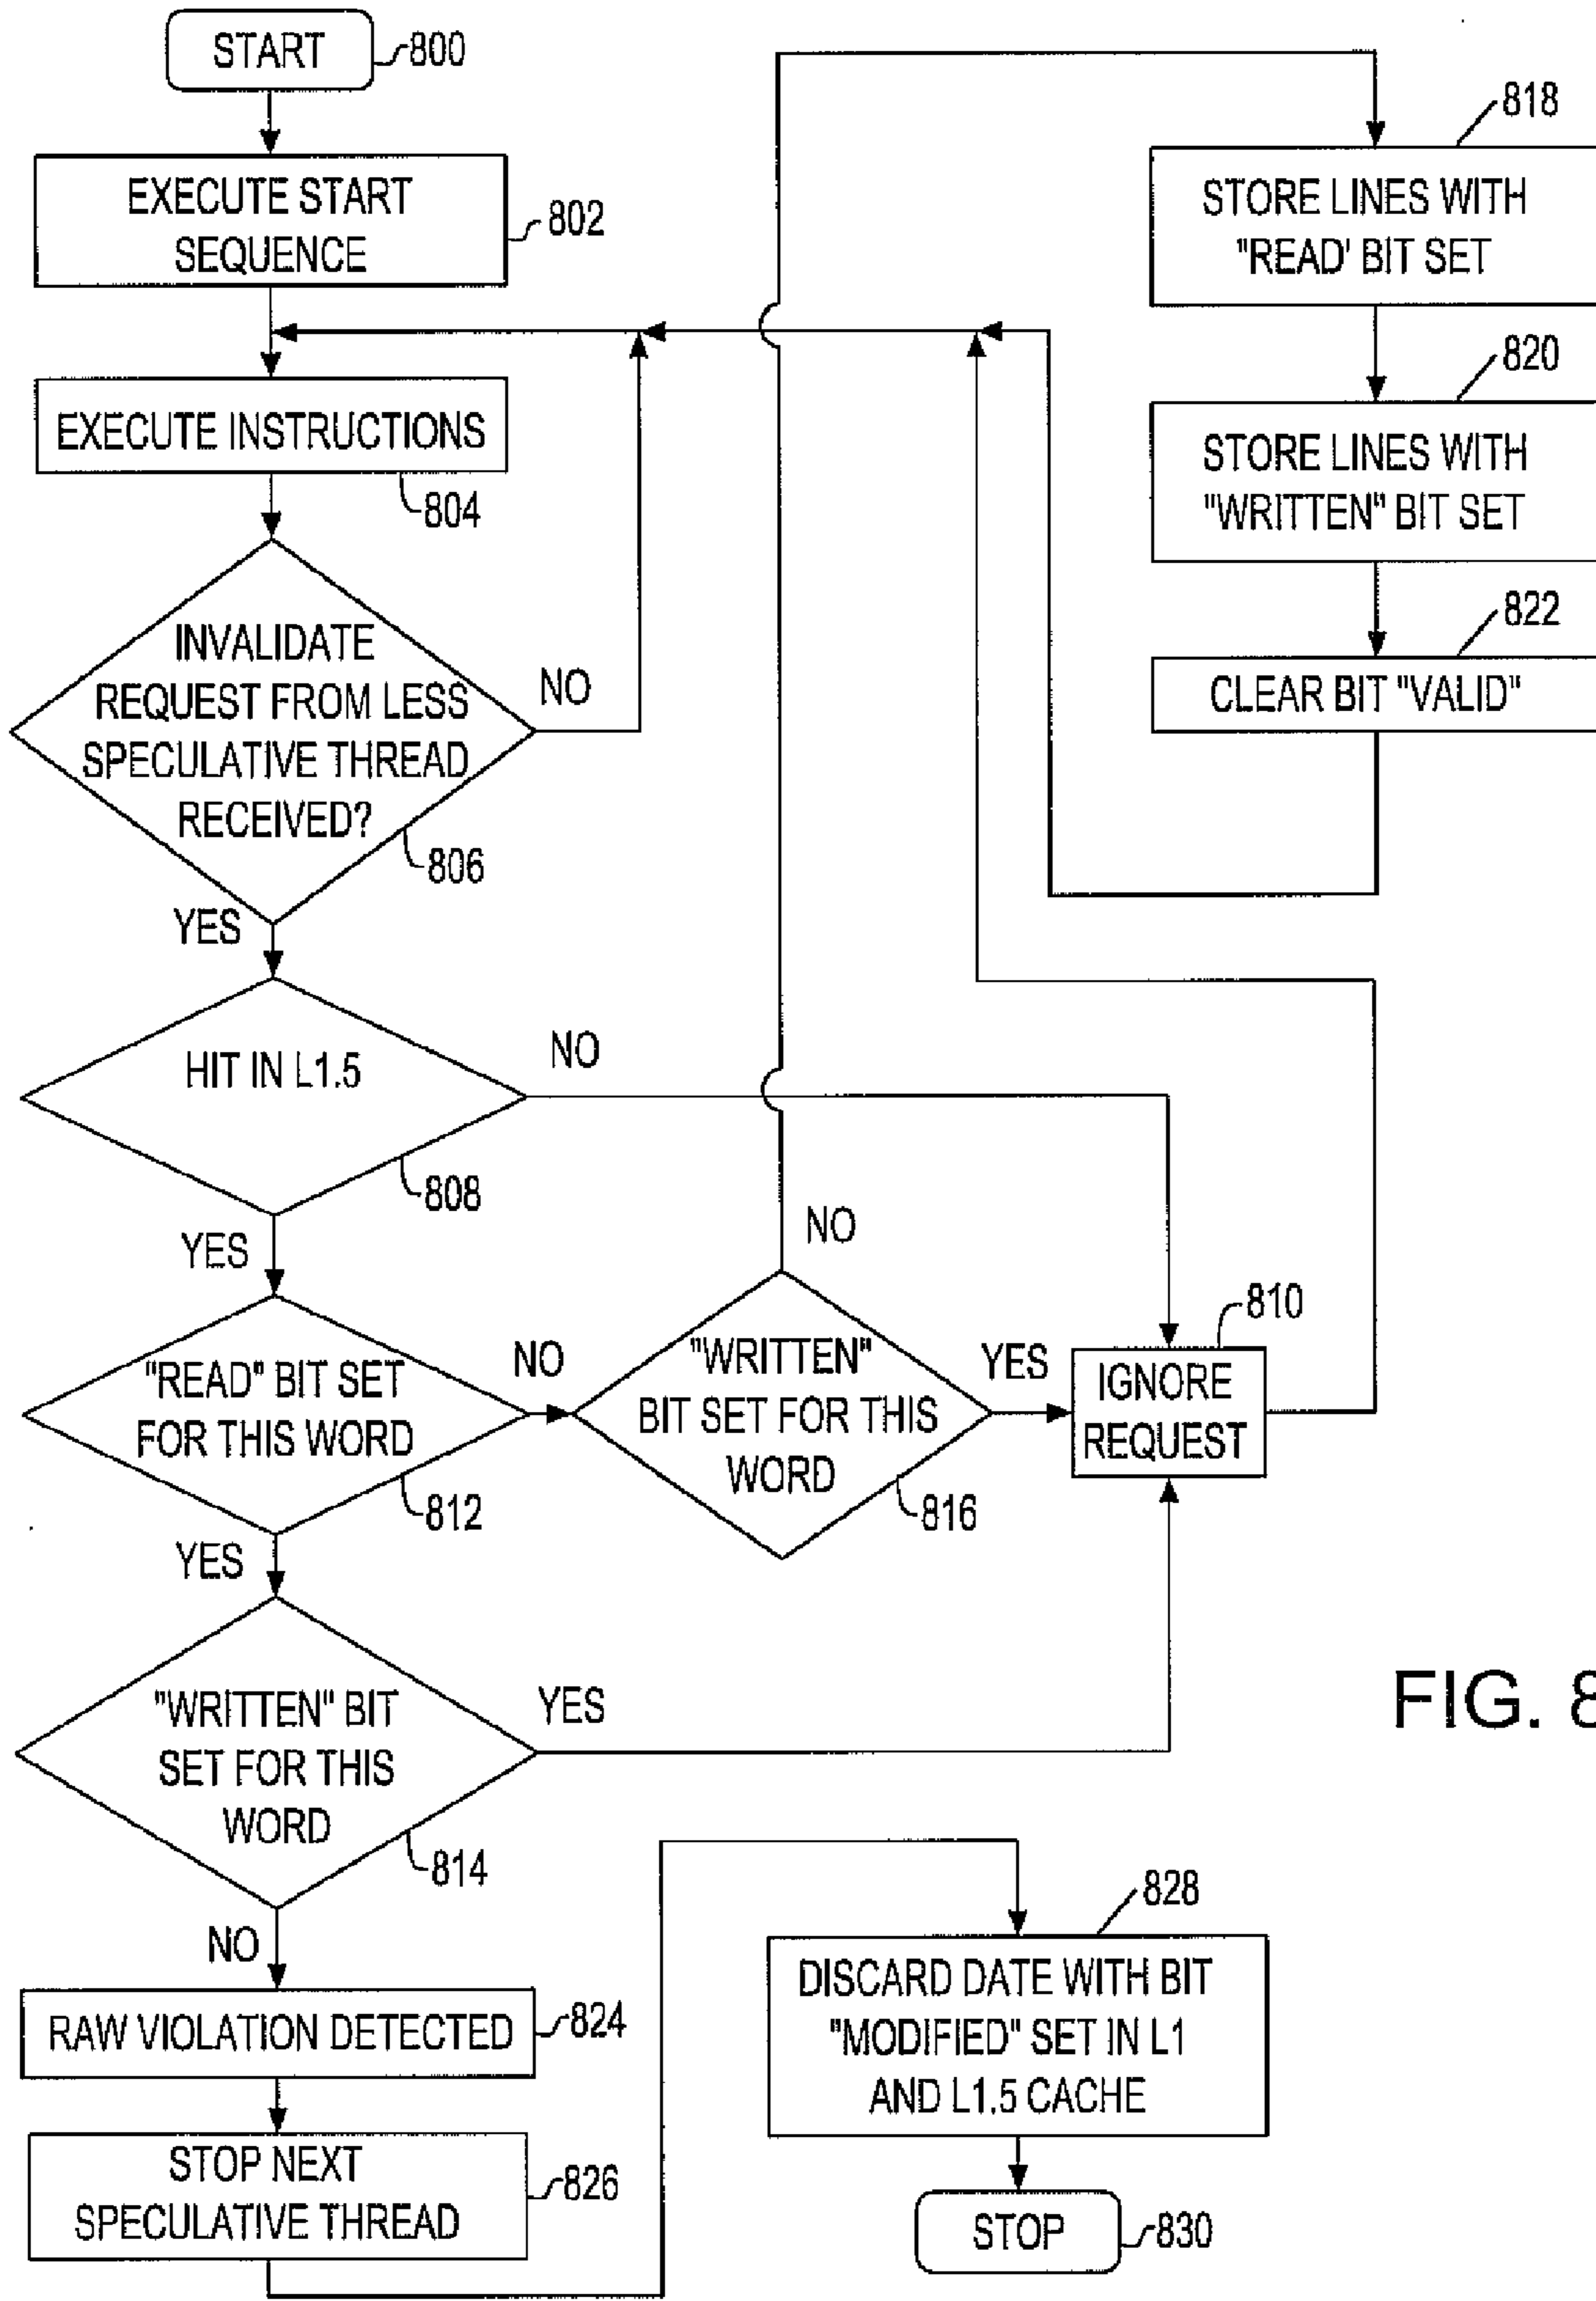 START
800
EXECUTE START
SEQUENCE
802
EXECUTE INSTRUCTIONS
804
INVALIDATE
REQUEST FROM LESS
SPECULATIVE THREAD
RECEIVED?
806
NO
YES
HIT IN L1.5
808
NO
YES
"READ" BIT SET
FOR THIS WORD
812
NO
YES
"WRITTEN"
BIT SET FOR THIS
WORD
816
NO
YES
810
IGNORE
REQUEST
"WRITTEN" BIT
SET FOR THIS
WORD
814
YES
NO
RAW VIOLATION DETECTED
824
STOP NEXT
SPECULATIVE THREAD
826
818
STORE LINES WITH
"READ' BIT SET
820
STORE LINES WITH
"WRITTEN" BIT SET
822
CLEAR BIT "VALID"
828
DISCARD DATE WITH BIT
"MODIFIED" SET IN L1
AND L1.5 CACHE
STOP
830
FIG. 8